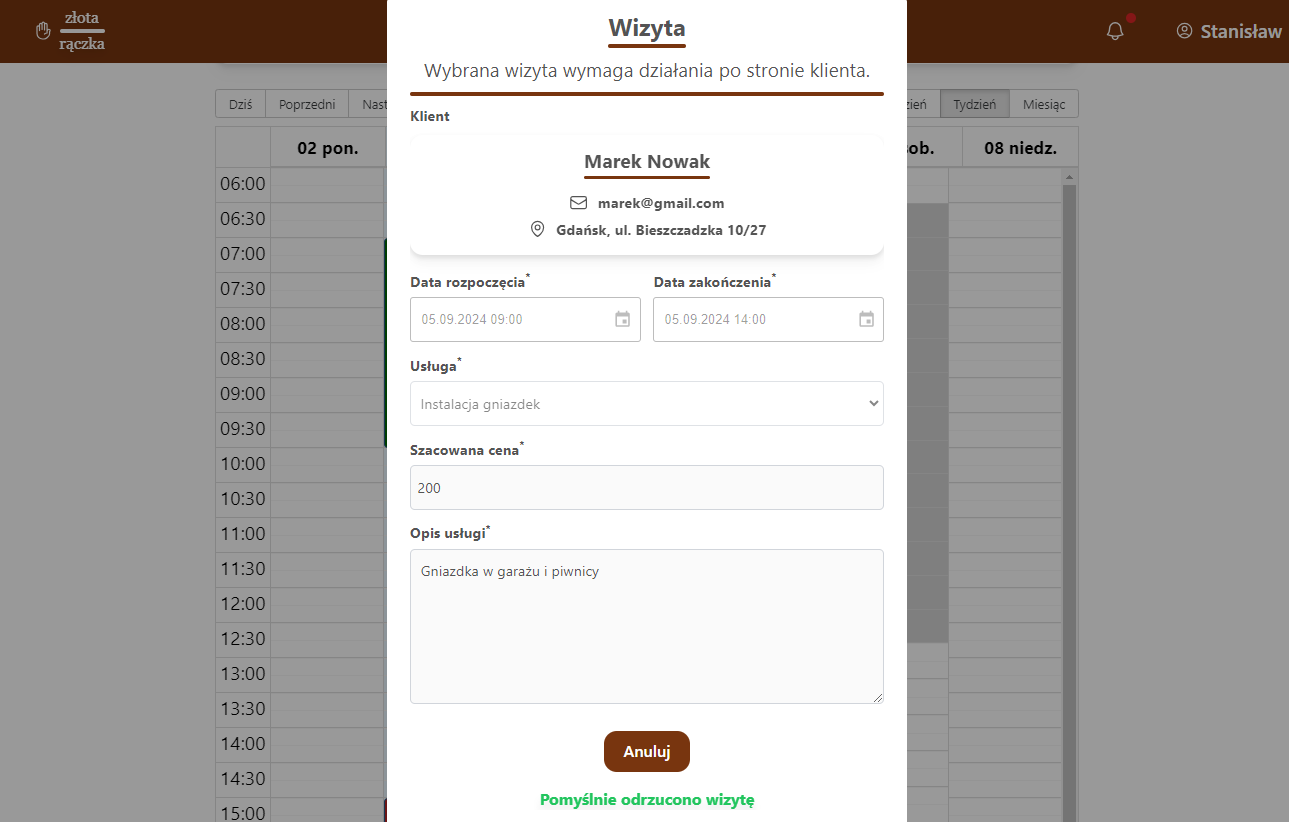 złota
rączka
Stanisław
Wizyta
Wybrana wizyta wymaga działania po stronie klienta.
Dziś
Poprzedni
Nast
zień
Tydzień
Miesiąc
Klient
02 pon.
ob.
08 niedz.
Marek Nowak
marek@gmail.com
Gdańsk, ul. Bieszczadzka 10/27
Data rozpoczęcia*
Data zakończenia*
05.09.2024 09:00
05.09.2024 14:00
Usługa*
Instalacja gniazdek
Szacowana cena*
200
Opis usługi*
Gniazdka w garażu i piwnicy
Anuluj
Pomyślnie odrzucono wizytę
06:00
06:30
07:00
07:30
08:00
08:30
09:00
09:30
10:00
10:30
11:00
11:30
12:00
12:30
13:00
13:30
14:00
14:30
15:00